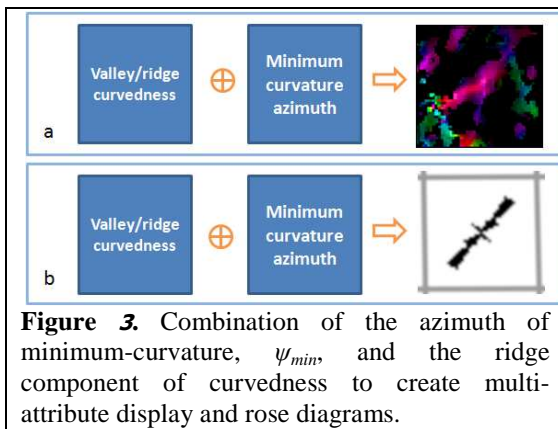 Valley/ridge
curvedness
⊕
Minimum
curvature
azimuth
a
Valley/ridge
curvedness
⊕
Minimum
curvature
azimuth
b
Figure 3. Combination of the azimuth of
minimum-curvature, ψmin, and the ridge
component of curvedness to create multi-
attribute display and rose diagrams.